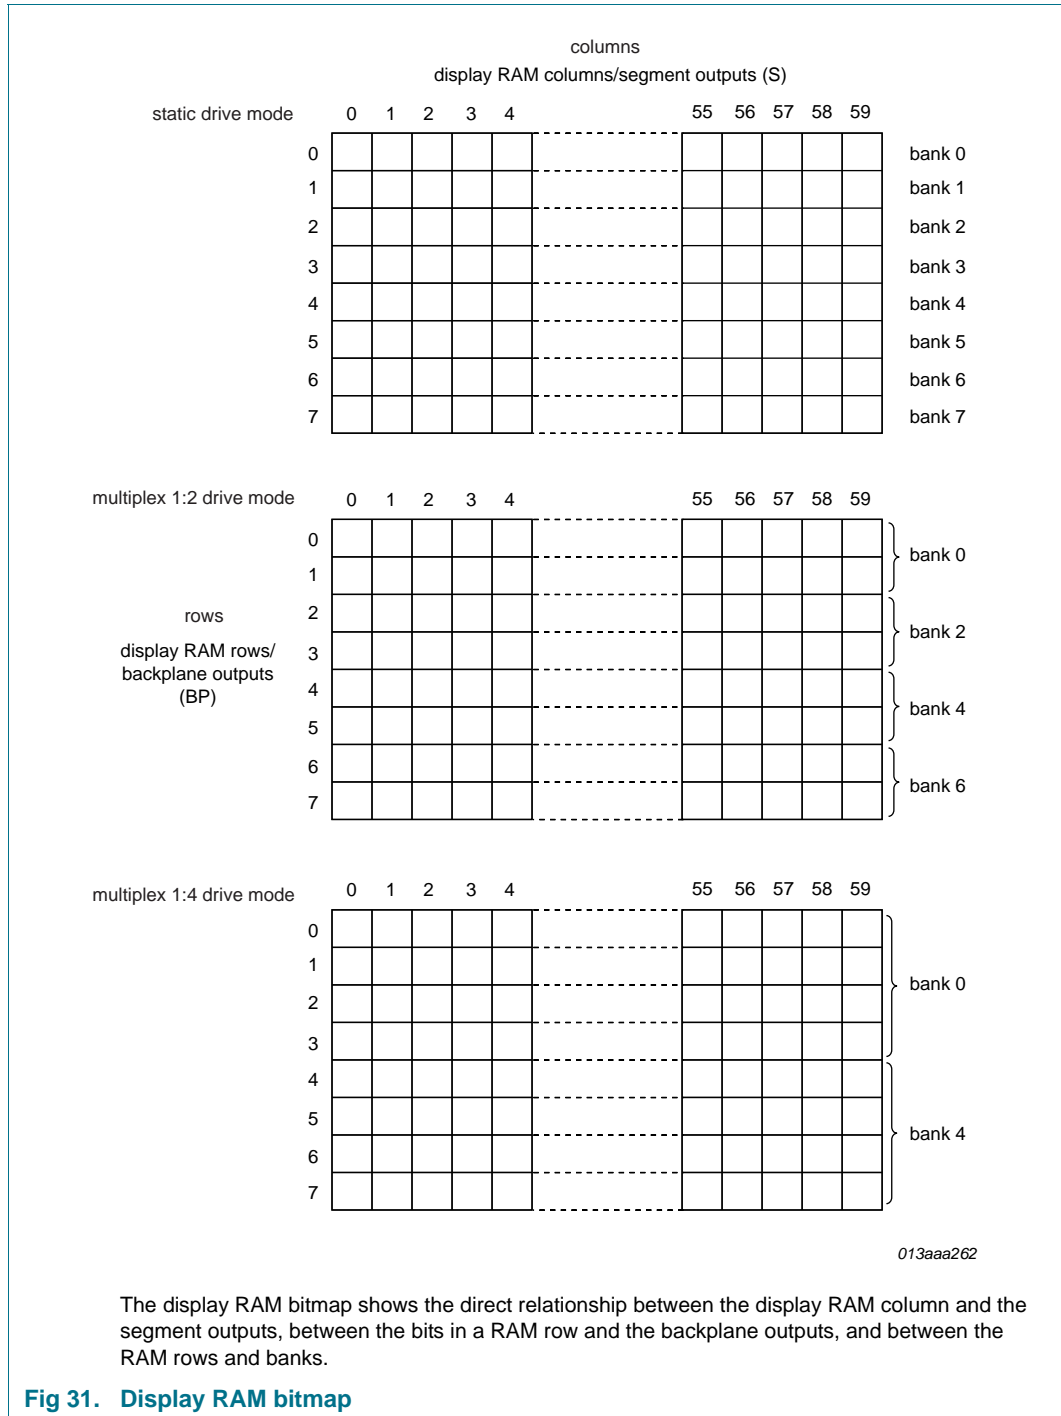 columns
display RAM columns/segment outputs (S)
static drive mode 0 1 2 3 4 55 56 57 58 59
0 bank 0
1 bank 1
2 bank 2
3 bank 3
4 bank 4
5 bank 5
6 bank 6
7 bank 7
multiplex 1:2 drive mode 0 1 2 3 4 55 56 57 58 59
0
bank 0
1
rows
2
bank 2
display RAM rows/
3
backplane outputs
(BP)
4
bank 4
5
6
bank 6
7
multiplex 1:4 drive mode 0 1 2 3 4 55 56 57 58 59
0
1
bank 0
2
3
4
5
bank 4
6
7
013aaa262
The display RAM bitmap shows the direct relationship between the display RAM column and the
segment outputs, between the bits in a RAM row and the backplane outputs, and between the
RAM rows and banks.
Fig 31. Display RAM bitmap